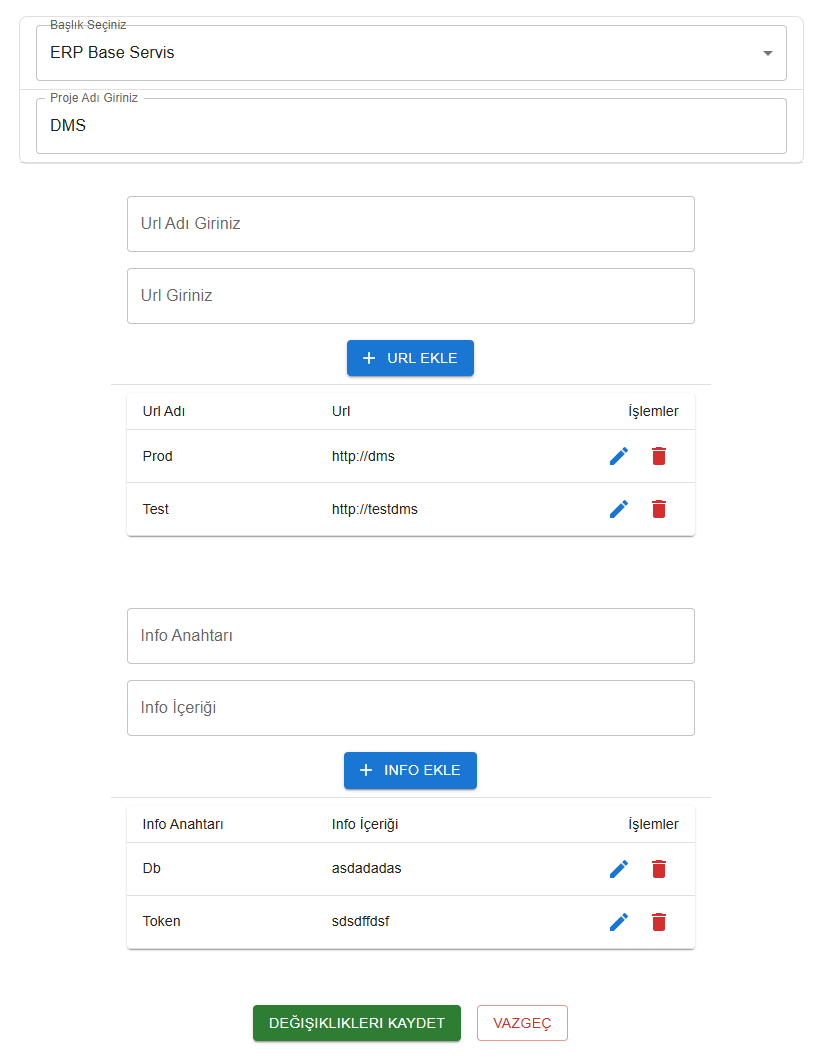 Başlık Seçiniz
ERP Base Servis
Proje Adı Giriniz
DMS
Url Adı Giriniz
Url Giriniz
URL EKLE
Url Adı Url İşlemler
Prod http://dms
Test http://testdms
Info Anahtarı
Info İçeriği
INFO EKLE
Info Anahtarı Info İçeriği İşlemler
Db asdadadas
Token sdsdffdsf
DEĞIŞIKLIKLERI KAYDET VAZGEÇ